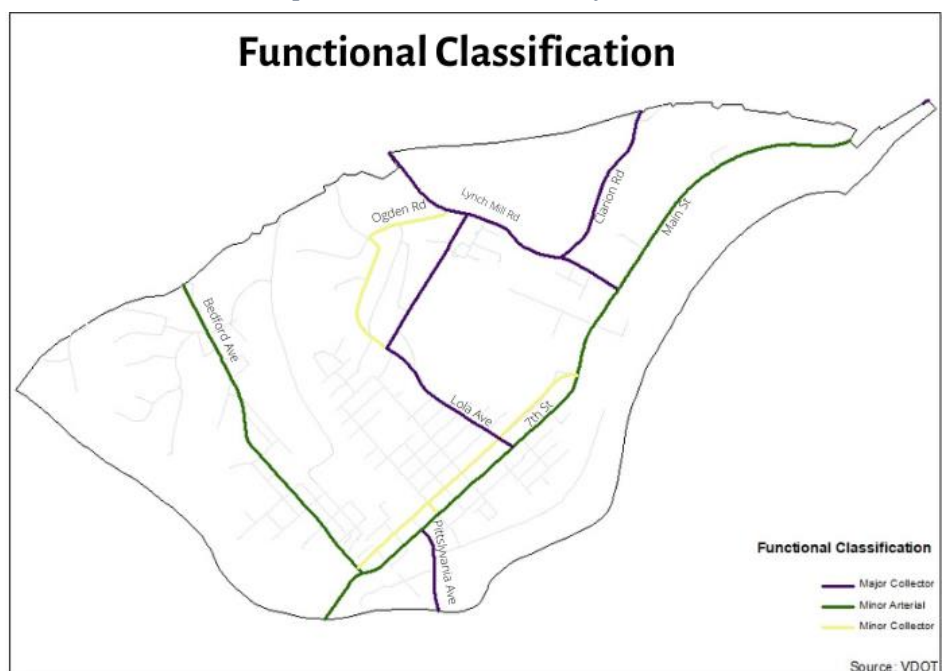 Functional Classification
Ogden Rd
Lynch Mill Rd
Clarion Rd
Main St
Bedford Ave
Lola Ave
7th St
Pittslyvania Ave
Functional Classification
Major Collector
Minor Arterial
Minor Collector
Source: VDOT